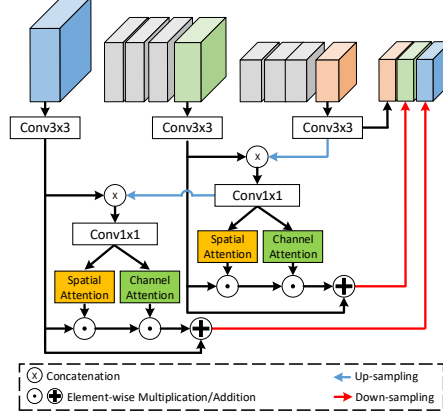 Conv3x3
Conv3x3
Conv3x3
x
x
Conv1x1
Conv1x1
Spatial Attention
Channel Attention
Spatial Attention
Channel Attention
x Concatenation
Up-sampling
Element-wise Multiplication/Addition
Down-sampling